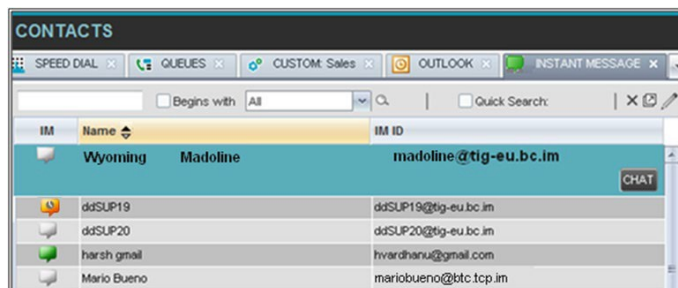 CONTACTS
SPEED DIAL QUEUES CUSTOM: Sales OUTLOOK INSTANT MESSAGE
Begins with All Quick Search:
IM Name IM ID
Wyoming Madoline madoline@tig-eu.bc.im
CHAT
ddSUP19 ddSUP19@tig-eu.bc.im
ddSUP20 ddSUP20@tig-eu.bc.im
harsh gmail hvardhanu@gmail.com
Mario Bueno mariobueno@btc.tcp.im